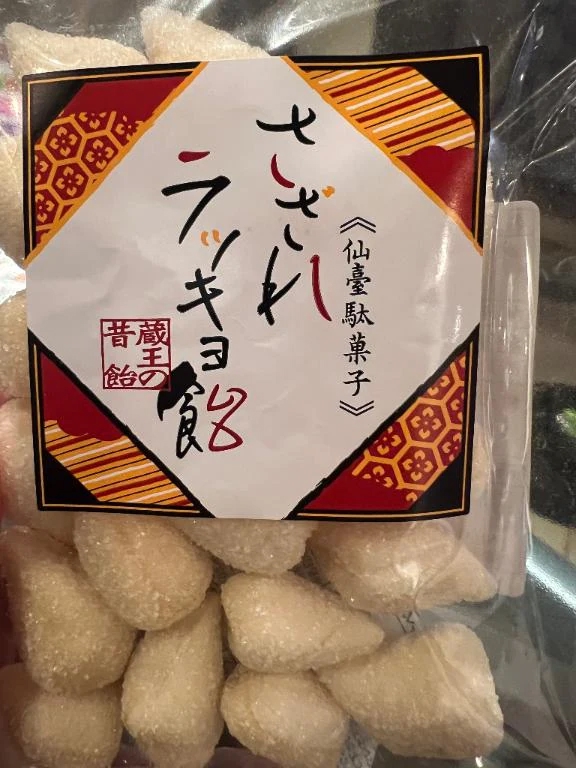 《仙臺駄菓子》
さざれ
ラッキョ飴
蔵王の
昔飴